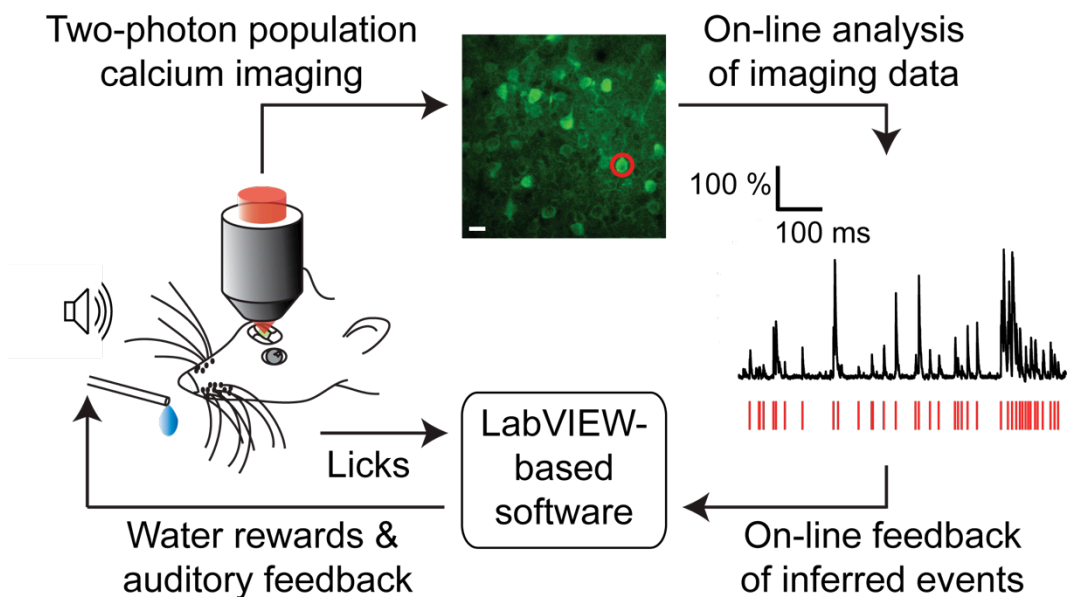 Two-photon population
calcium imaging
On-line analysis
of imaging data
100 %
100 ms
Licks
LabVIEW-
based
software
Water rewards &
auditory feedback
On-line feedback
of inferred events